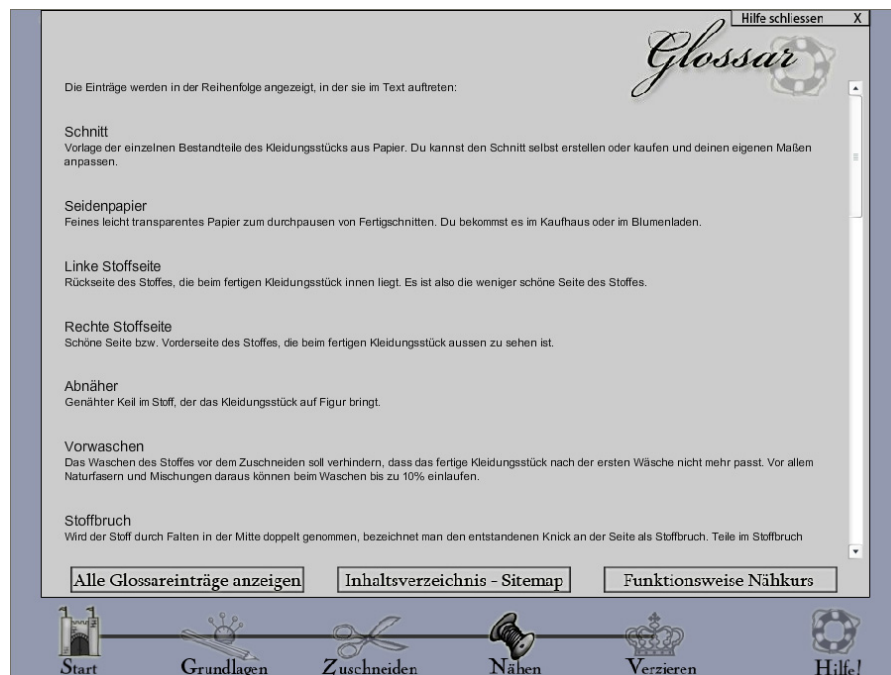 Hilfe schliessen X
Glossar
Die Einträge werden in der Reihenfolge angezeigt, in der sie im Text auftreten:
Schnitt
Vorlage der einzelnen Bestandteile des Kleidungsstücks aus Papier. Du kannst den Schnitt selbst erstellen oder kaufen und deinen eigenen Maßen
anpassen.
Seidenpapier
Feines leicht transparentes Papier zum durchpausen von Fertigschnitten. Du bekommst es im Kaufhaus oder im Blumenladen.
Linke Stoffseite
Rückseite des Stoffes, die beim fertigen Kleidungsstück innen liegt. Es ist also die weniger schöne Seite des Stoffes.
Rechte Stoffseite
Schöne Seite bzw. Vorderseite des Stoffes, die beim fertigen Kleidungsstück aussen zu sehen ist.
Abnäher
Genähter Keil im Stoff, der das Kleidungsstück auf Figur bringt.
Vorwaschen
Das Waschen des Stoffes vor dem Zuschneiden soll verhindern, dass das fertige Kleidungsstück nach der ersten Wäsche nicht mehr passt. Vor allem
Naturfasern und Mischungen daraus können beim Waschen bis zu 10% einlaufen.
Stoffbruch
Wird der Stoff durch Falten in der Mitte doppelt genommen, bezeichnet man den entstandenen Knick an der Seite als Stoffbruch. Teile im Stoffbruch
Alle Glossareinträge anzeigen Inhaltsverzeichnis - Sitemap Funktionsweise Nähkurs
Start Grundlagen Zuschneiden Nähen Verzieren Hilfe!